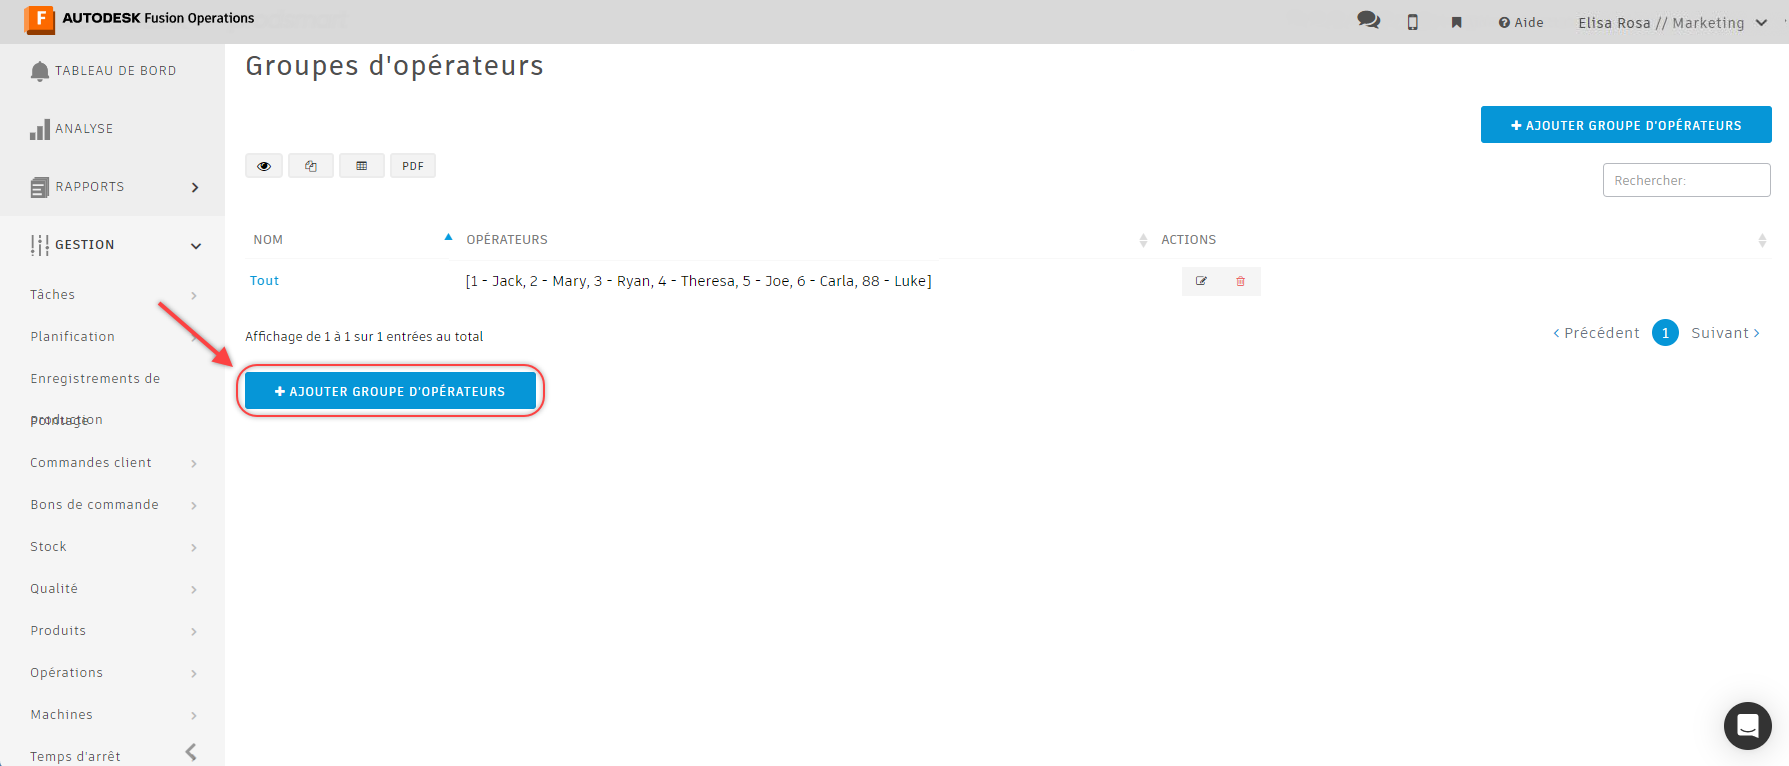 AUTODESK Fusion Operations
Aide
Elisa Rosa // Marketing
TABLEAU DE BORD
ANALYSE
RAPPORTS
GESTION
Tâches
Planification
Enregistrements de
production
Pointage
Commandes client
Bons de commande
Stock
Qualité
Produits
Opérations
Machines
Temps d'arrêt
Groupes d'opérateurs
+ AJOUTER GROUPE D'OPÉRATEURS
PDF
Rechercher:
NOM OPÉRATEURS ACTIONS
Tout [1 - Jack, 2 - Mary, 3 - Ryan, 4 - Theresa, 5 - Joe, 6 - Carla, 88 - Luke]
Affichage de 1 à 1 sur 1 entrées au total
‹ Précédent 1 Suivant ›
+ AJOUTER GROUPE D'OPÉRATEURS